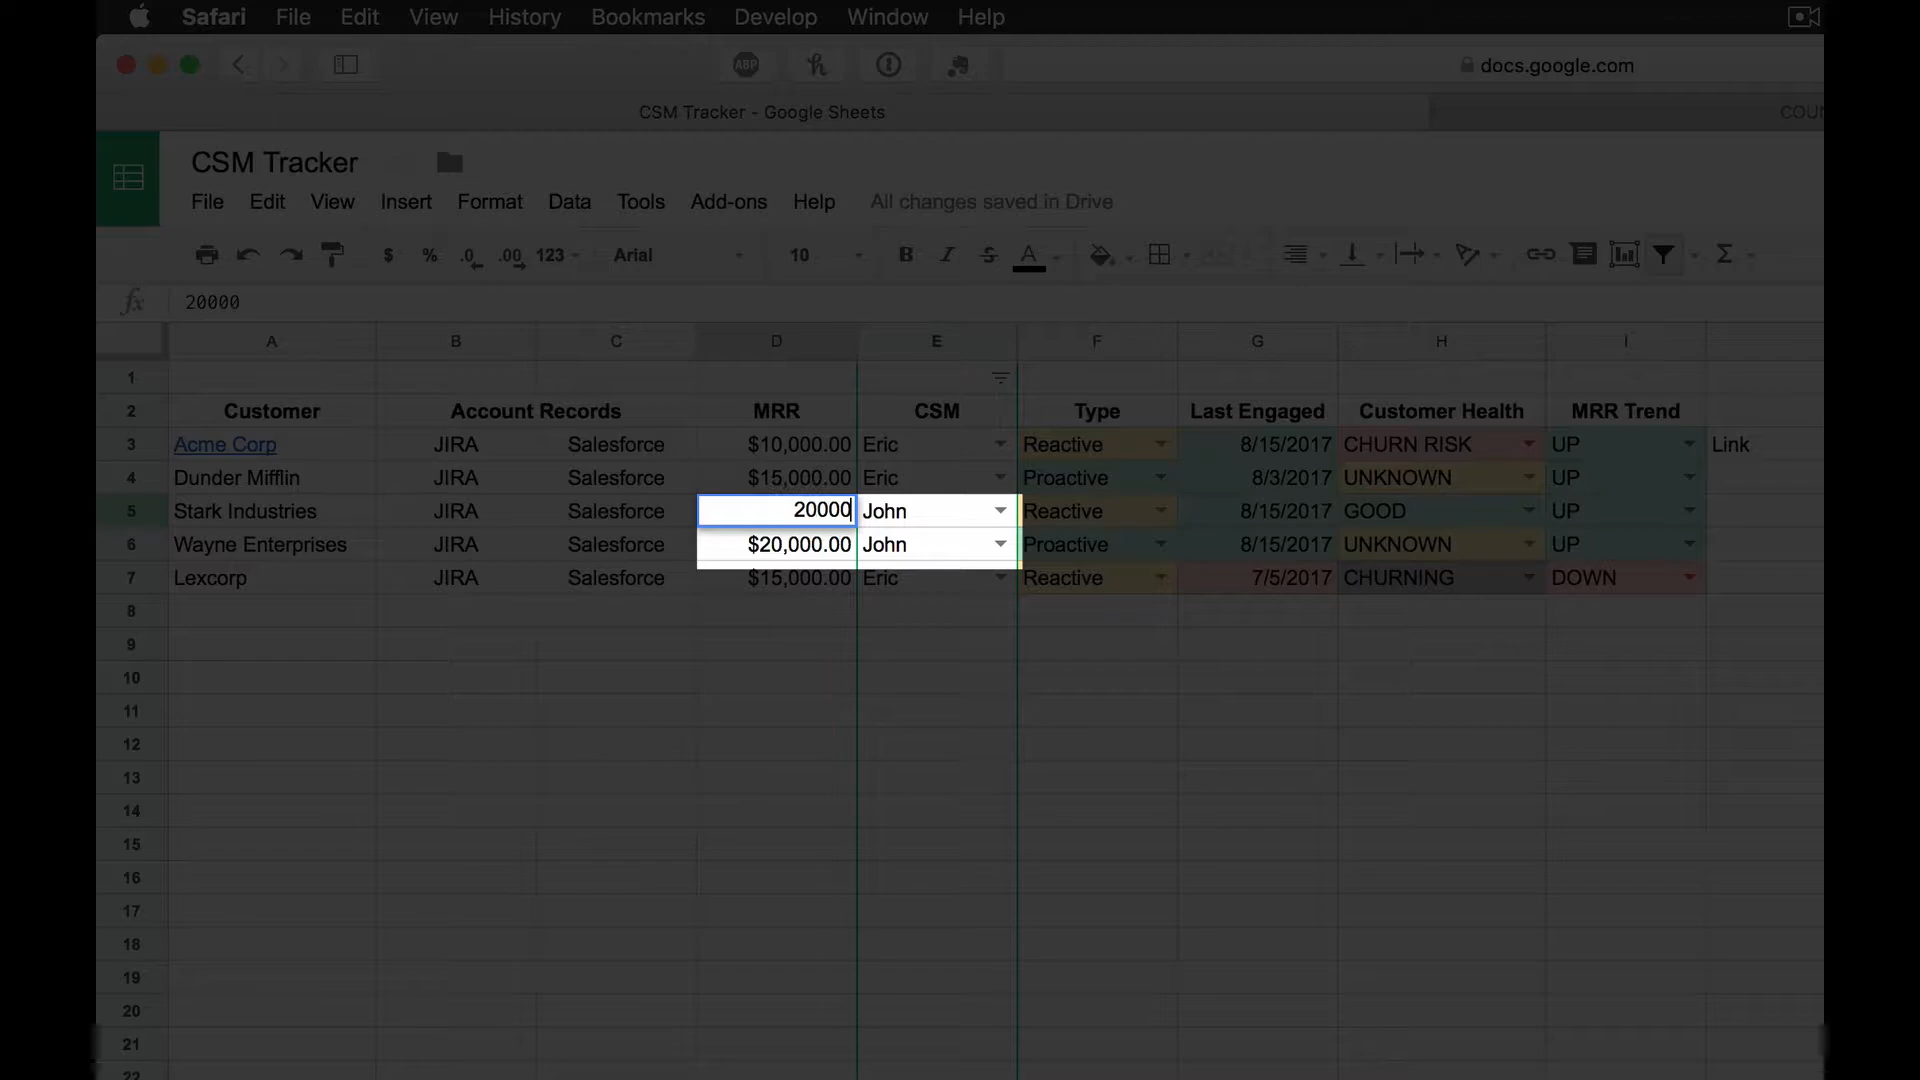 Safari File Edit View History Bookmarks Develop Window Help
ABP docs.google.com
CSM Tracker - Google Sheets
CSM Tracker
File Edit View Insert Format Data Tools Add-ons Help All changes saved in Drive
$ % .0 .00 123 Arial 10 B I S A Σ
fx 20000
A B C D E F G H I
1
2 Customer Account Records MRR CSM Type Last Engaged Customer Health MRR Trend
3 Acme Corp JIRA Salesforce $10,000.00 Eric Reactive 8/15/2017 CHURN RISK UP Link
4 Dunder Mifflin JIRA Salesforce $15,000.00 Eric Proactive 8/3/2017 UNKNOWN UP
5 Stark Industries JIRA Salesforce 20000 John Reactive 8/15/2017 GOOD UP
6 Wayne Enterprises JIRA Salesforce $20,000.00 John Proactive 8/15/2017 UNKNOWN UP
7 Lexcorp JIRA Salesforce $15,000.00 Eric Reactive 7/5/2017 CHURNING DOWN
8
9
10
11
12
13
14
15
16
17
18
19
20
21
22